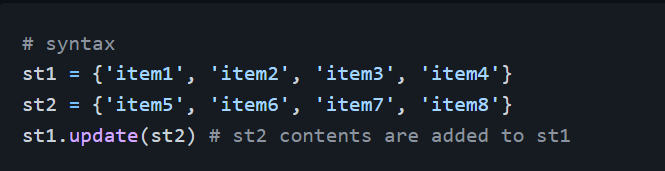 # syntax
st1 = {'item1', 'item2', 'item3', 'item4'}
st2 = {'item5', 'item6', 'item7', 'item8'}
st1.update(st2) # st2 contents are added to st1